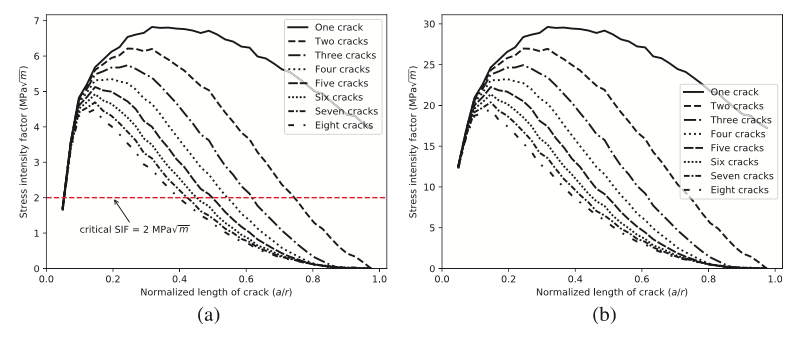 7
6
5
4
3
2
1
0
Stress intensity factor (MPa√m)
0.0 0.2 0.4 0.6 0.8 1.0
Normalized length of crack (a/r)
One crack
Two cracks
Three cracks
Four cracks
Five cracks
Six cracks
Seven cracks
Eight cracks
critical SIF = 2 MPa√m
(a)
30
25
20
15
10
5
0
Stress intensity factor (MPa√m)
0.0 0.2 0.4 0.6 0.8 1.0
Normalized length of crack (a/r)
One crack
Two cracks
Three cracks
Four cracks
Five cracks
Six cracks
Seven cracks
Eight cracks
(b)